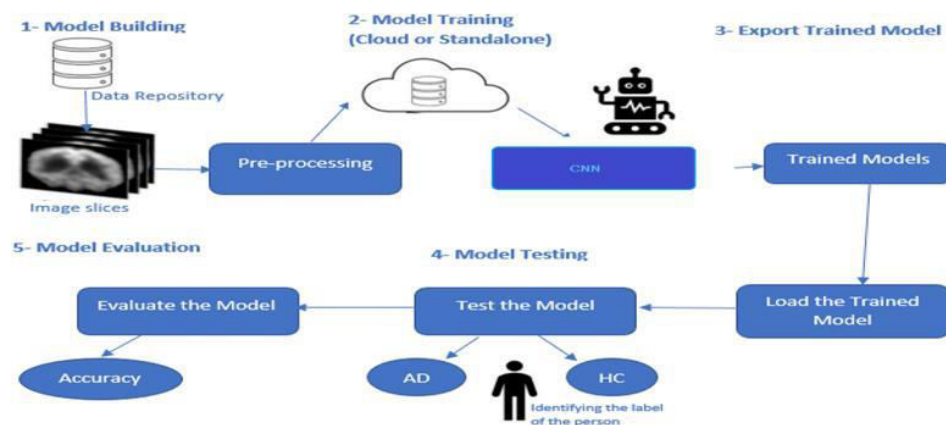 1- Model Building
2- Model Training
(Cloud or Standalone)
3- Export Trained Model
Data Repository
Pre-processing
CNN
Trained Models
Image slices
5- Model Evaluation
4- Model Testing
Evaluate the Model
Test the Model
Load the Trained
Model
Accuracy
AD
HC
Identifying the label
of the person